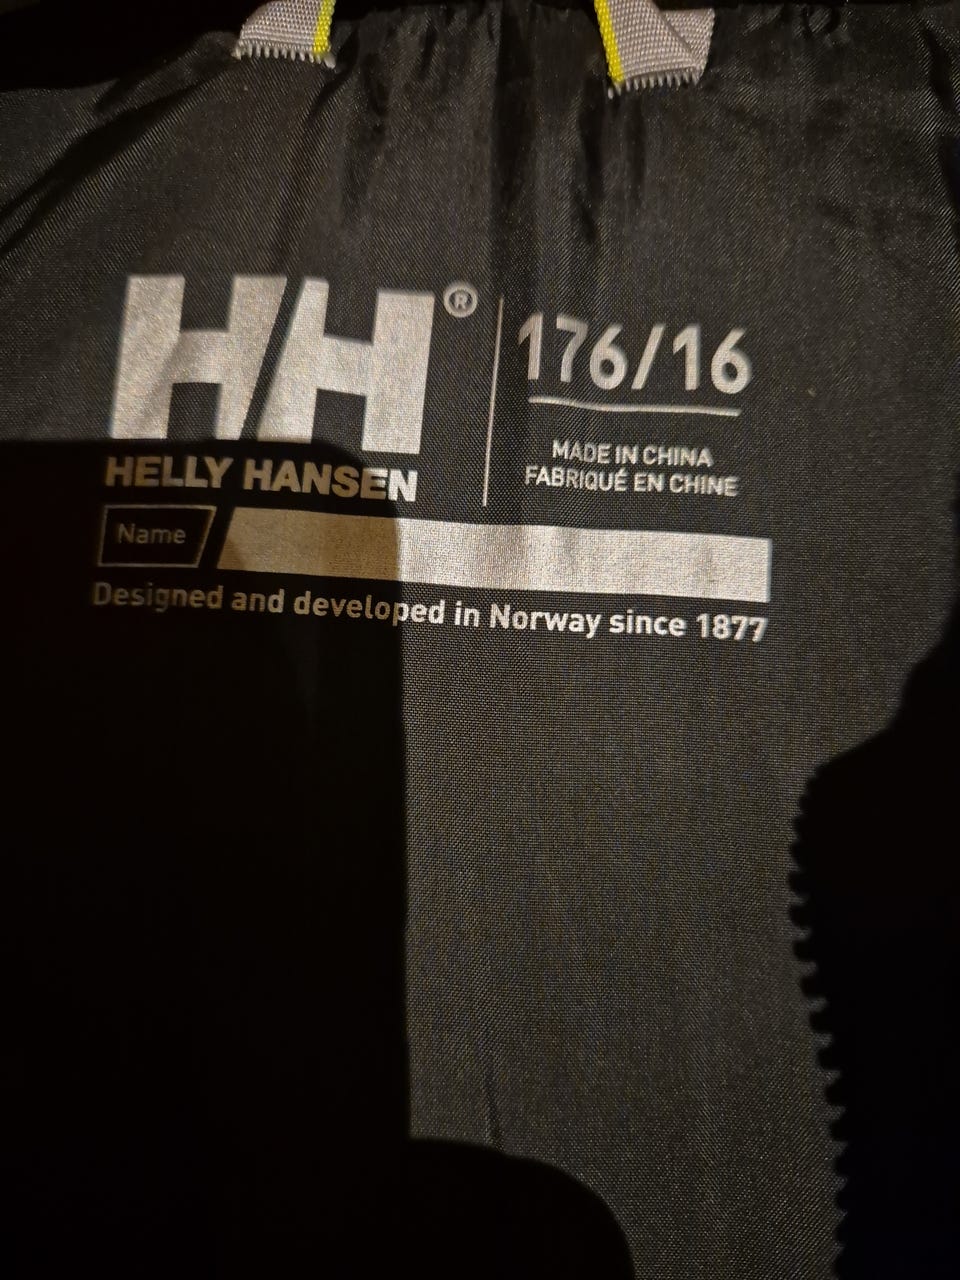 HH®
HELLY HANSEN
176/16
MADE IN CHINA
FABRIQUÉ EN CHINE
Name
Designed and developed in Norway since 1877